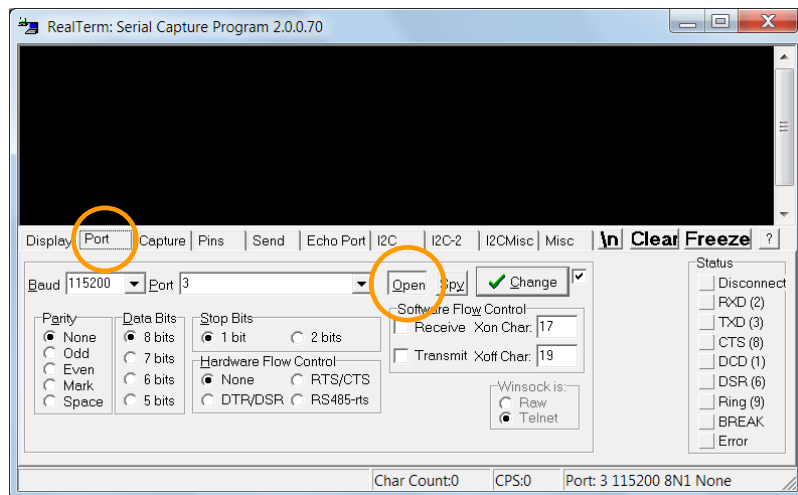 RealTerm: Serial Capture Program 2.0.0.70
Display Port Capture Pins Send Echo Port I2C I2C-2 I2CMisc Misc \n Clear Freeze ?
Baud 115200 Port 3 Open Spy Change
Status
Disconnect
RXD (2)
TXD (3)
CTS (8)
DCD (1)
DSR (6)
Ring (9)
BREAK
Error
Parity
None
Odd
Even
Mark
Space
Data Bits
8 bits
7 bits
6 bits
5 bits
Stop Bits
1 bit 2 bits
Hardware Flow Control
None RTS/CTS
DTR/DSR RS485-rts
Software Flow Control
Receive Xon Char: 17
Transmit Xoff Char: 19
Winsock is:
Raw
Telnet
Char Count:0 CPS:0 Port: 3 115200 8N1 None